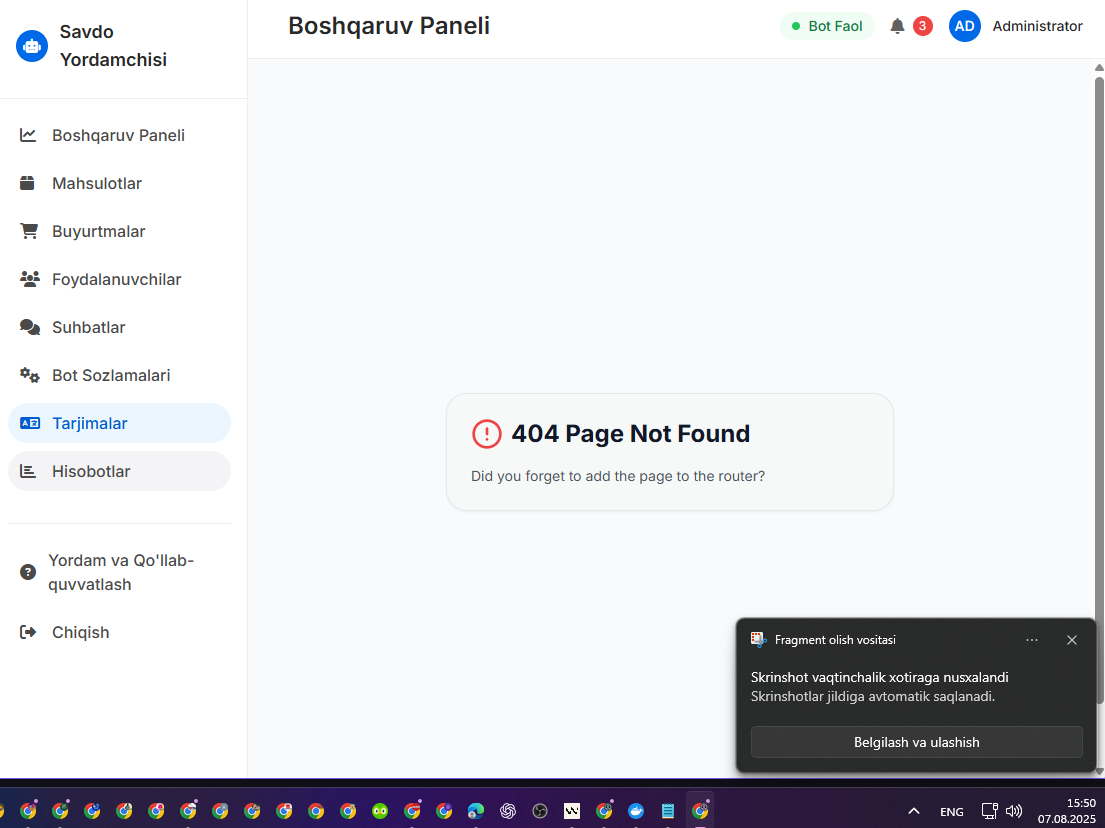 Savdo
Yordamchisi
Boshqaruv Paneli
Bot Faol
3
AD
Administrator
Boshqaruv Paneli
Mahsulotlar
Buyurtmalar
Foydalanuvchilar
Suhbatlar
Bot Sozlamalari
Tarjimalar
Hisobotlar
Yordam va Qo'llab-
quvvatlash
Chiqish
404 Page Not Found
Did you forget to add the page to the router?
Fragment olish vositasi
Skrinshot vaqtinchalik xotiraga nusxalandi
Skrinshotlar jildiga avtomatik saqlanadi.
Belgilash va ulashish
ENG
15:50
07.08.2025